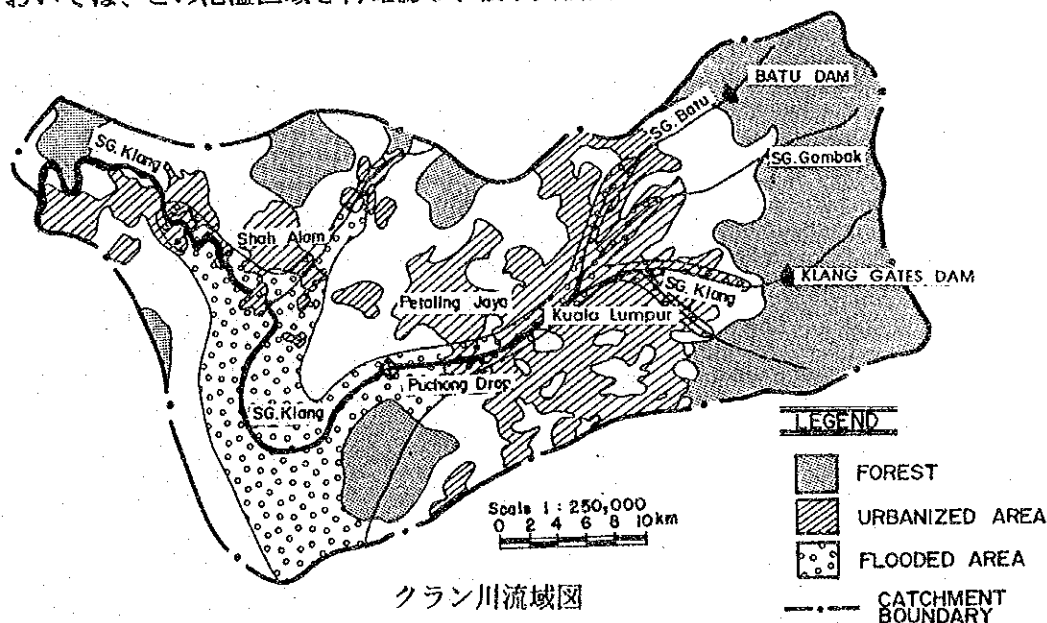 BATU DAM
SG. Batu
SG. Gombak
SG. Klang
Shah Alam
KLANG GATES DAM
SG. Klang
Petaling Jaya
Kuala Lumpur
Puchong Drop
SG. Klang
LEGEND
FOREST
URBANIZED AREA
FLOODED AREA
CATCHMENT
BOUNDARY
Scale 1 : 250,000
0 2 4 6 8 10km
クラン川流域図